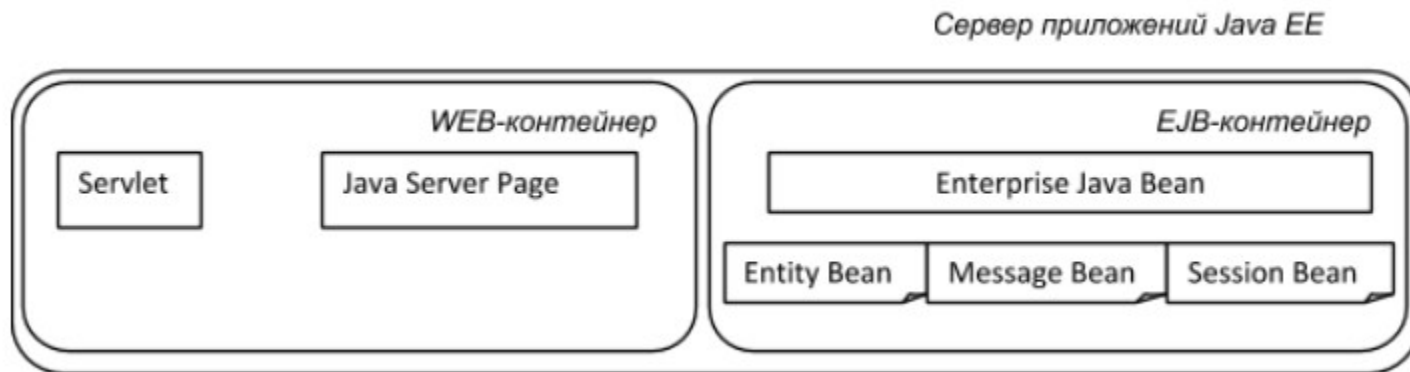 Сервер приложений Java EE
WEB-контейнер
Servlet
Java Server Page
EJB-контейнер
Enterprise Java Bean
Entity Bean
Message Bean
Session Bean